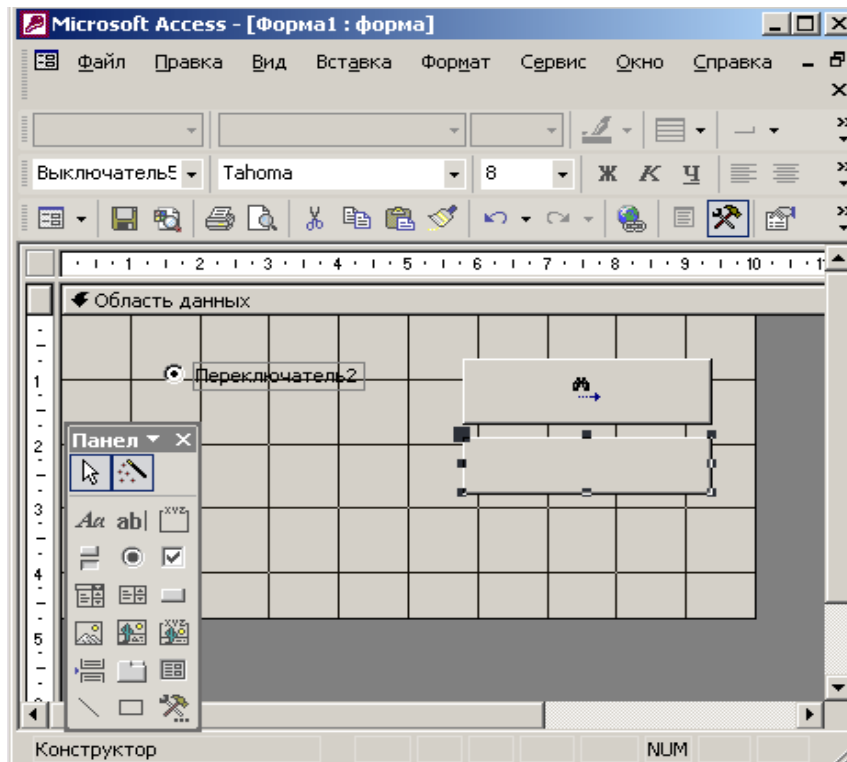 Microsoft Access - [Форма1 : форма]
Файл Правка Вид Вставка Формат Сервис Окно Справка
Выключатель5 Tahoma 8 Ж К Ч
1 2 3 4 5 6 7 8 9 10 1
Область данных
Переключатель2
1
Панел
2
Aa ab| xyz
3
4
xyz
5
Конструктор NUM